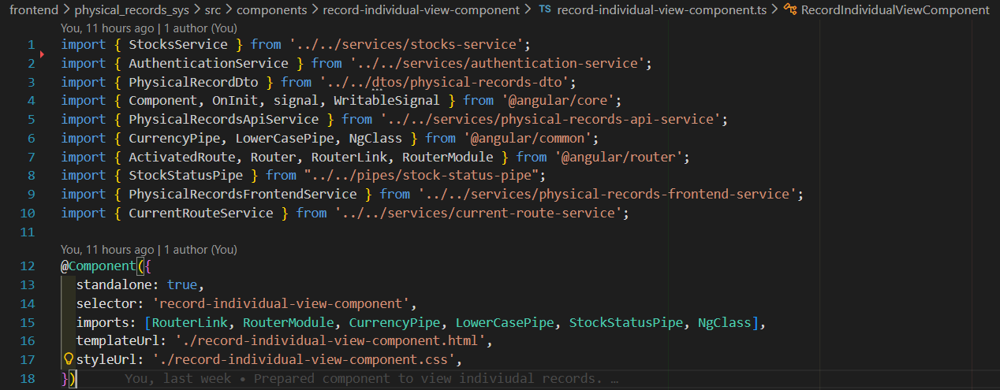 frontend > physical_records_sys > src > components > record-individual-view-component > TS record-individual-view-component.ts > RecordIndividualViewComponent
You, 11 hours ago | 1 author (You)
1 import { StocksService } from '../../services/stocks-service';
2 import { AuthenticationService } from '../../services/authentication-service';
3 import { PhysicalRecordDto } from '../../dtos/physical-records-dto';
4 import { Component, OnInit, signal, WritableSignal } from '@angular/core';
5 import { PhysicalRecordsApiService } from '../../services/physical-records-api-service';
6 import { CurrencyPipe, LowerCasePipe, NgClass } from '@angular/common';
7 import { ActivatedRoute, Router, RouterLink, RouterModule } from '@angular/router';
8 import { StockStatusPipe } from "../../pipes/stock-status-pipe";
9 import { PhysicalRecordsFrontendService } from '../../services/physical-records-frontend-service';
10 import { CurrentRouteService } from '../../services/current-route-service';
11
You, 11 hours ago | 1 author (You)
12 @Component({
13 standalone: true,
14 selector: 'record-individual-view-component',
15 imports: [RouterLink, RouterModule, CurrencyPipe, LowerCasePipe, StockStatusPipe, NgClass],
16 templateUrl: './record-individual-view-component.html',
17 styleUrl: './record-individual-view-component.css',
18 }) You, last week • Prepared component to view indiviudal records. …